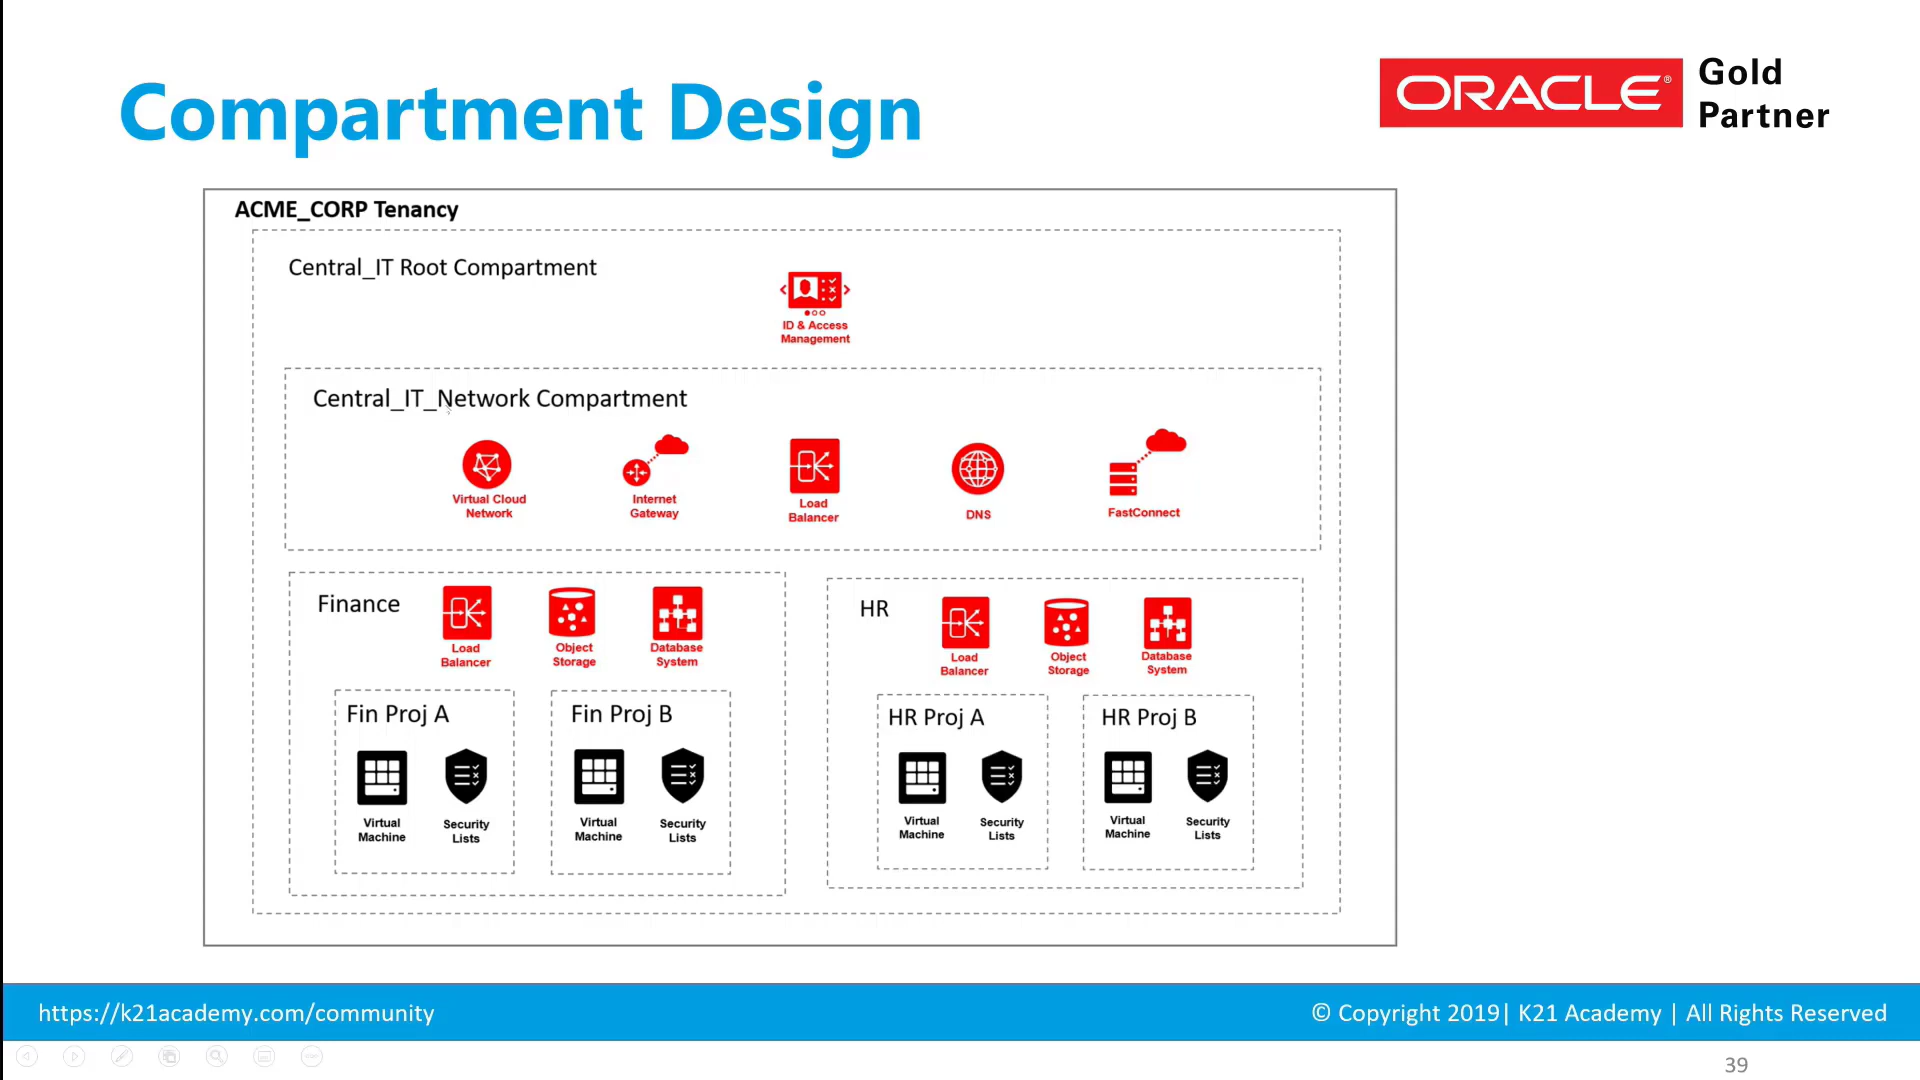 Compartment Design
ORACLE®
Gold
Partner
ACME_CORP Tenancy
Central_IT Root Compartment
ID & Access
Management
Central_IT_Network Compartment
Virtual Cloud
Network
Internet
Gateway
Load
Balancer
DNS
FastConnect
Finance
Load
Balancer
Object
Storage
Database
System
Fin Proj A
Virtual
Machine
Security
Lists
Fin Proj B
Virtual
Machine
Security
Lists
HR
Load
Balancer
Object
Storage
Database
System
HR Proj A
Virtual
Machine
Security
Lists
HR Proj B
Virtual
Machine
Security
Lists
https://k21academy.com/community
© Copyright 2019| K21 Academy | All Rights Reserved
39